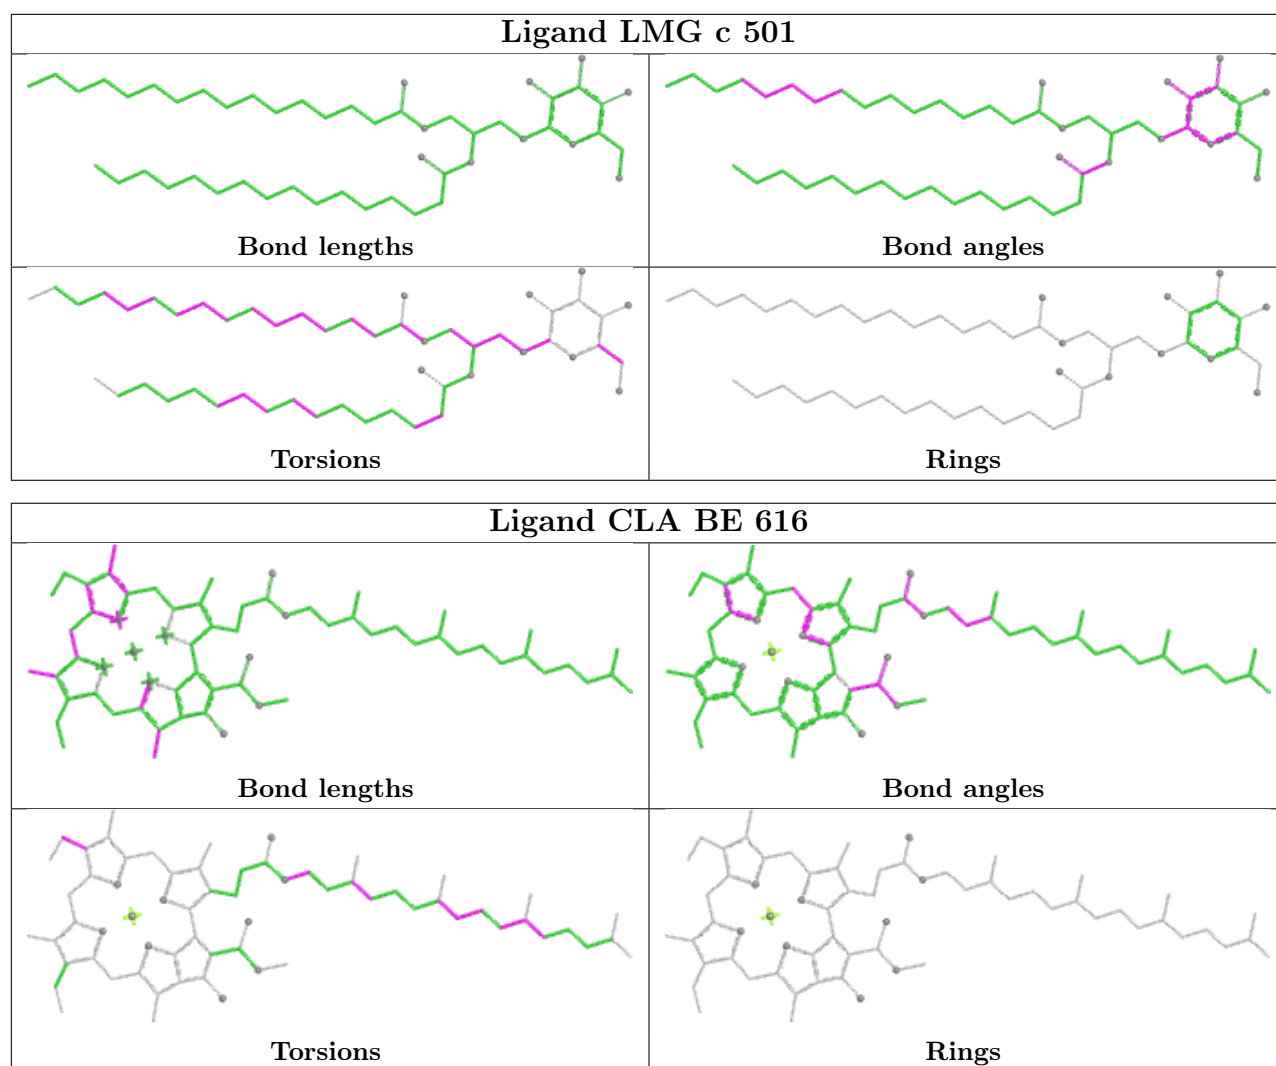 Ligand LMG c 501
Bond lengths
Bond angles
Torsions
Rings
Ligand CLA BE 616
Bond lengths
Bond angles
Torsions
Rings